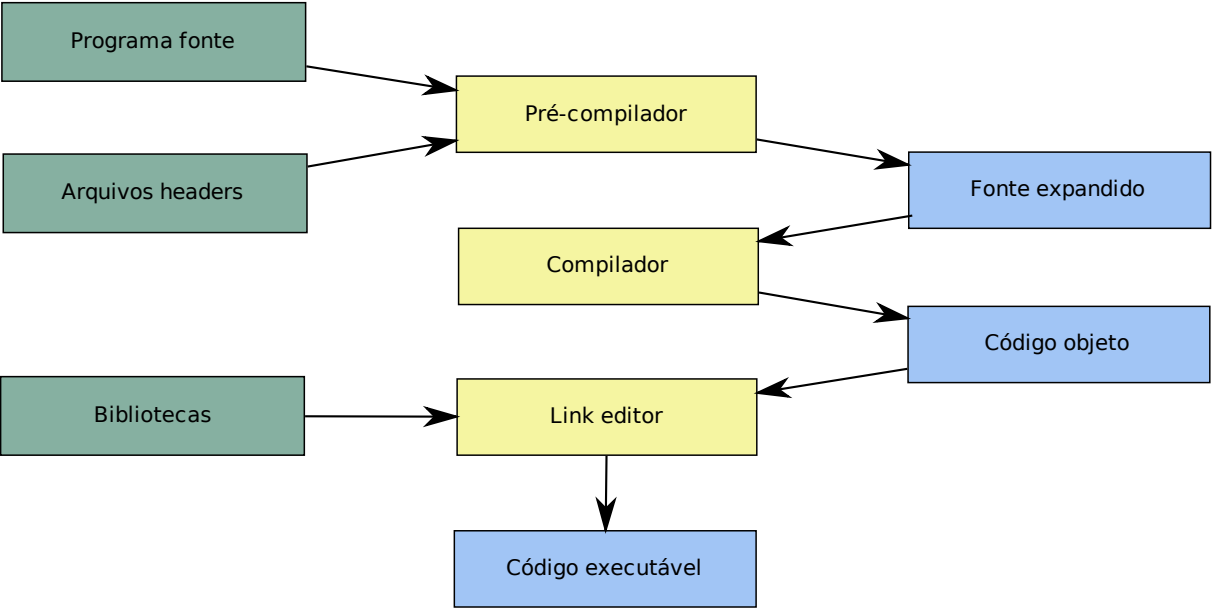 Programa fonte
Pré-compilador
Arquivos headers
Fonte expandido
Compilador
Código objeto
Bibliotecas
Link editor
Código executável